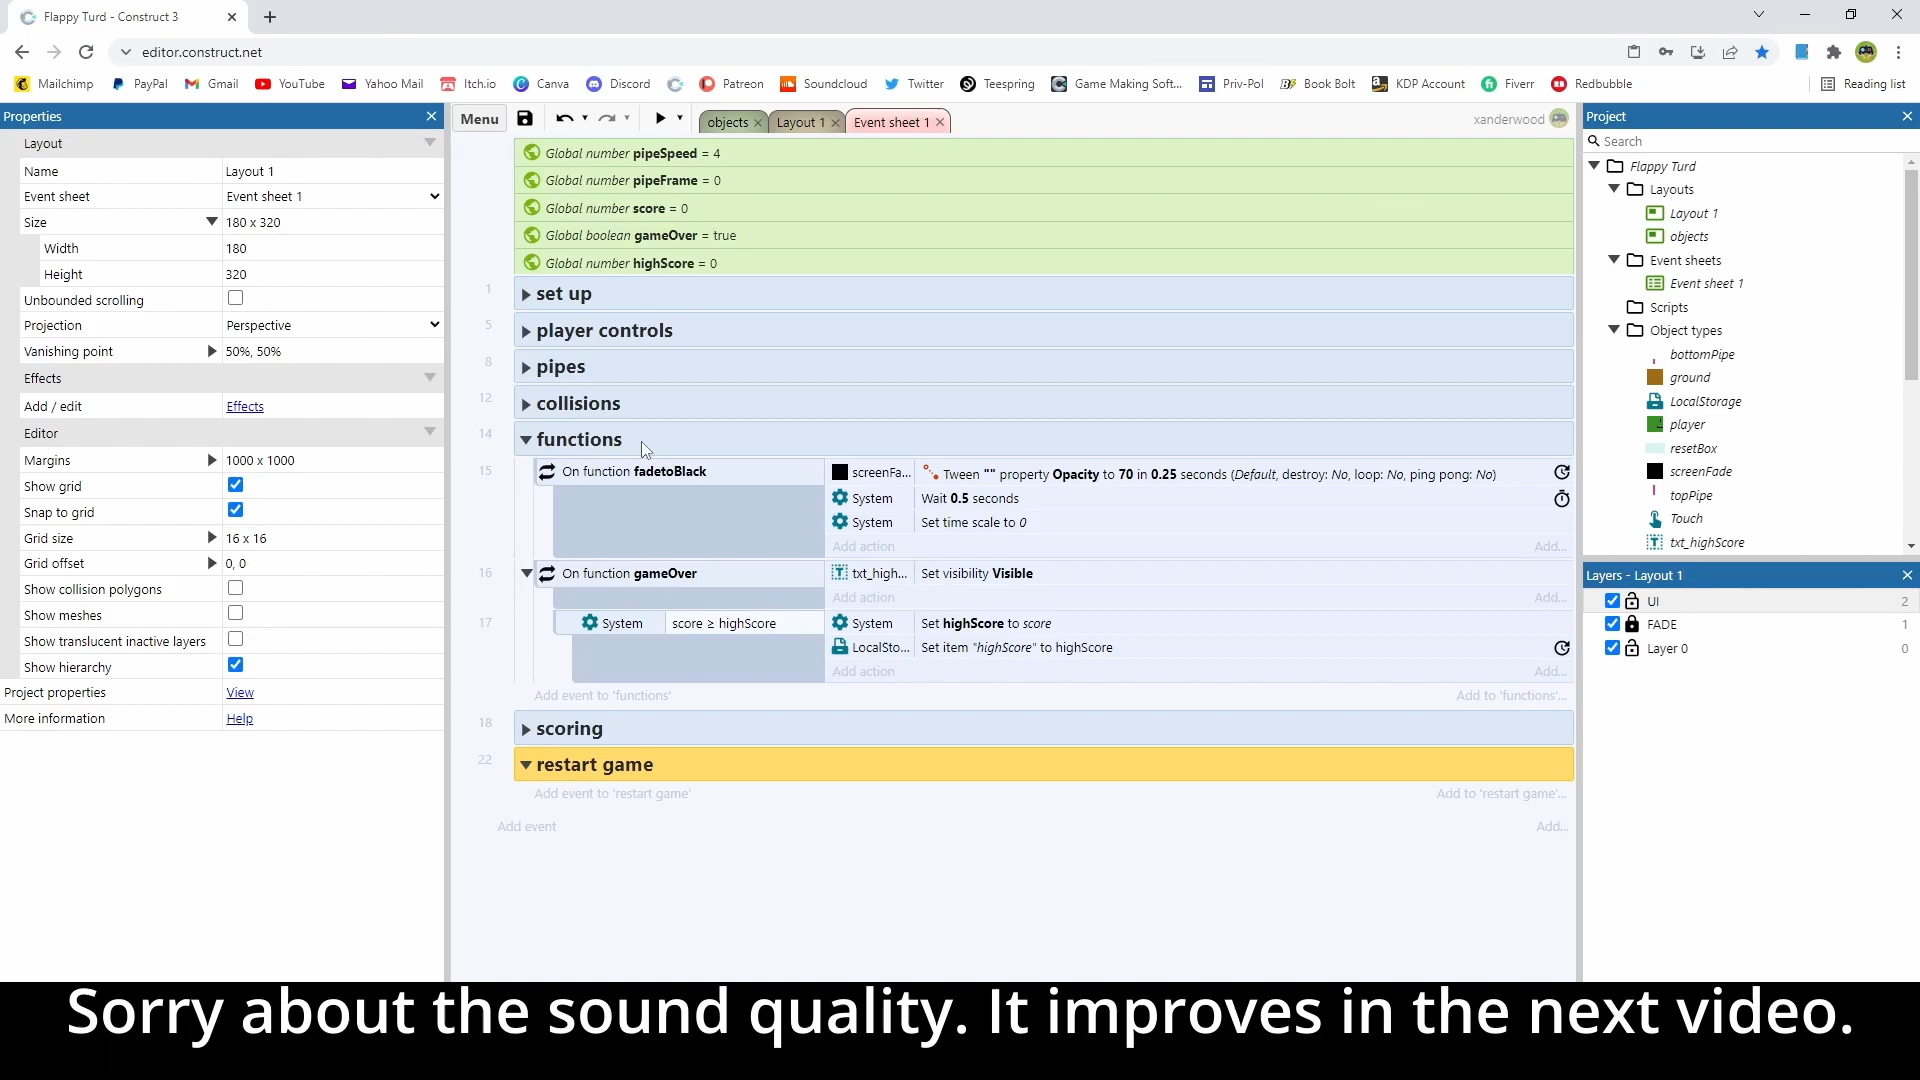 Flappy Turd - Construct 3
editor.construct.net
Mailchimp PayPal Gmail YouTube Yahoo Mail Itch.io Canva Discord Patreon Soundcloud Twitter Teespring Game Making Soft... Priv-Pol Book Bolt KDP Account Fiverr Redbubble Reading list
Properties
Layout
Name Layout 1
Event sheet Event sheet 1
Size 180 x 320
Width 180
Height 320
Unbounded scrolling
Projection Perspective
Vanishing point 50%, 50%
Effects
Add / edit Effects
Editor
Margins 1000 x 1000
Show grid
Snap to grid
Grid size 16 x 16
Grid offset 0, 0
Show collision polygons
Show meshes
Show translucent inactive layers
Show hierarchy
Project properties View
More information Help
Menu
objects Layout 1 Event sheet 1
xanderwood
Global number pipeSpeed = 4
Global number pipeFrame = 0
Global number score = 0
Global boolean gameOver = true
Global number highScore = 0
1 set up
5 player controls
8 pipes
12 collisions
14 functions
15 On function fadetoBlack screenFa... Tween "" property Opacity to 70 in 0.25 seconds (Default, destroy: No, loop: No, ping pong: No)
System Wait 0.5 seconds
System Set time scale to 0
Add action Add...
16 On function gameOver txt_high... Set visibility Visible
Add action Add...
17 System score ≥ highScore System Set highScore to score
LocalSto... Set item "highScore" to highScore
Add action Add...
Add event to 'functions' Add to 'functions'...
18 scoring
22 restart game
Add event to 'restart game' Add to 'restart game'...
Add event Add...
Project
Search
Flappy Turd
Layouts
Layout 1
objects
Event sheets
Event sheet 1
Scripts
Object types
bottomPipe
ground
LocalStorage
player
resetBox
screenFade
topPipe
Touch
txt_highScore
Layers - Layout 1
UI 2
FADE 1
Layer 0 0
Sorry about the sound quality. It improves in the next video.